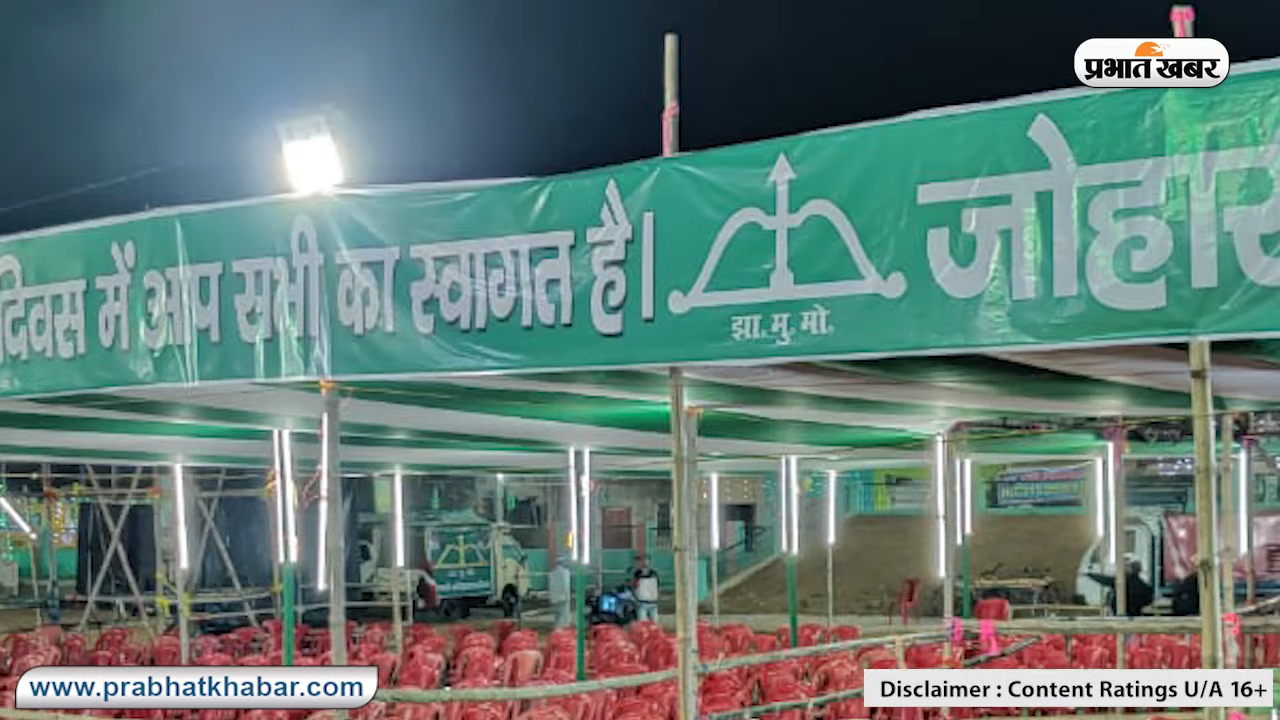 प्रभात खबर
दिवस में आप सभी का स्वागत है।
झा. मु. मो.
जोहार
www.prabhatkhabar.com
Disclaimer : Content Ratings U/A 16+